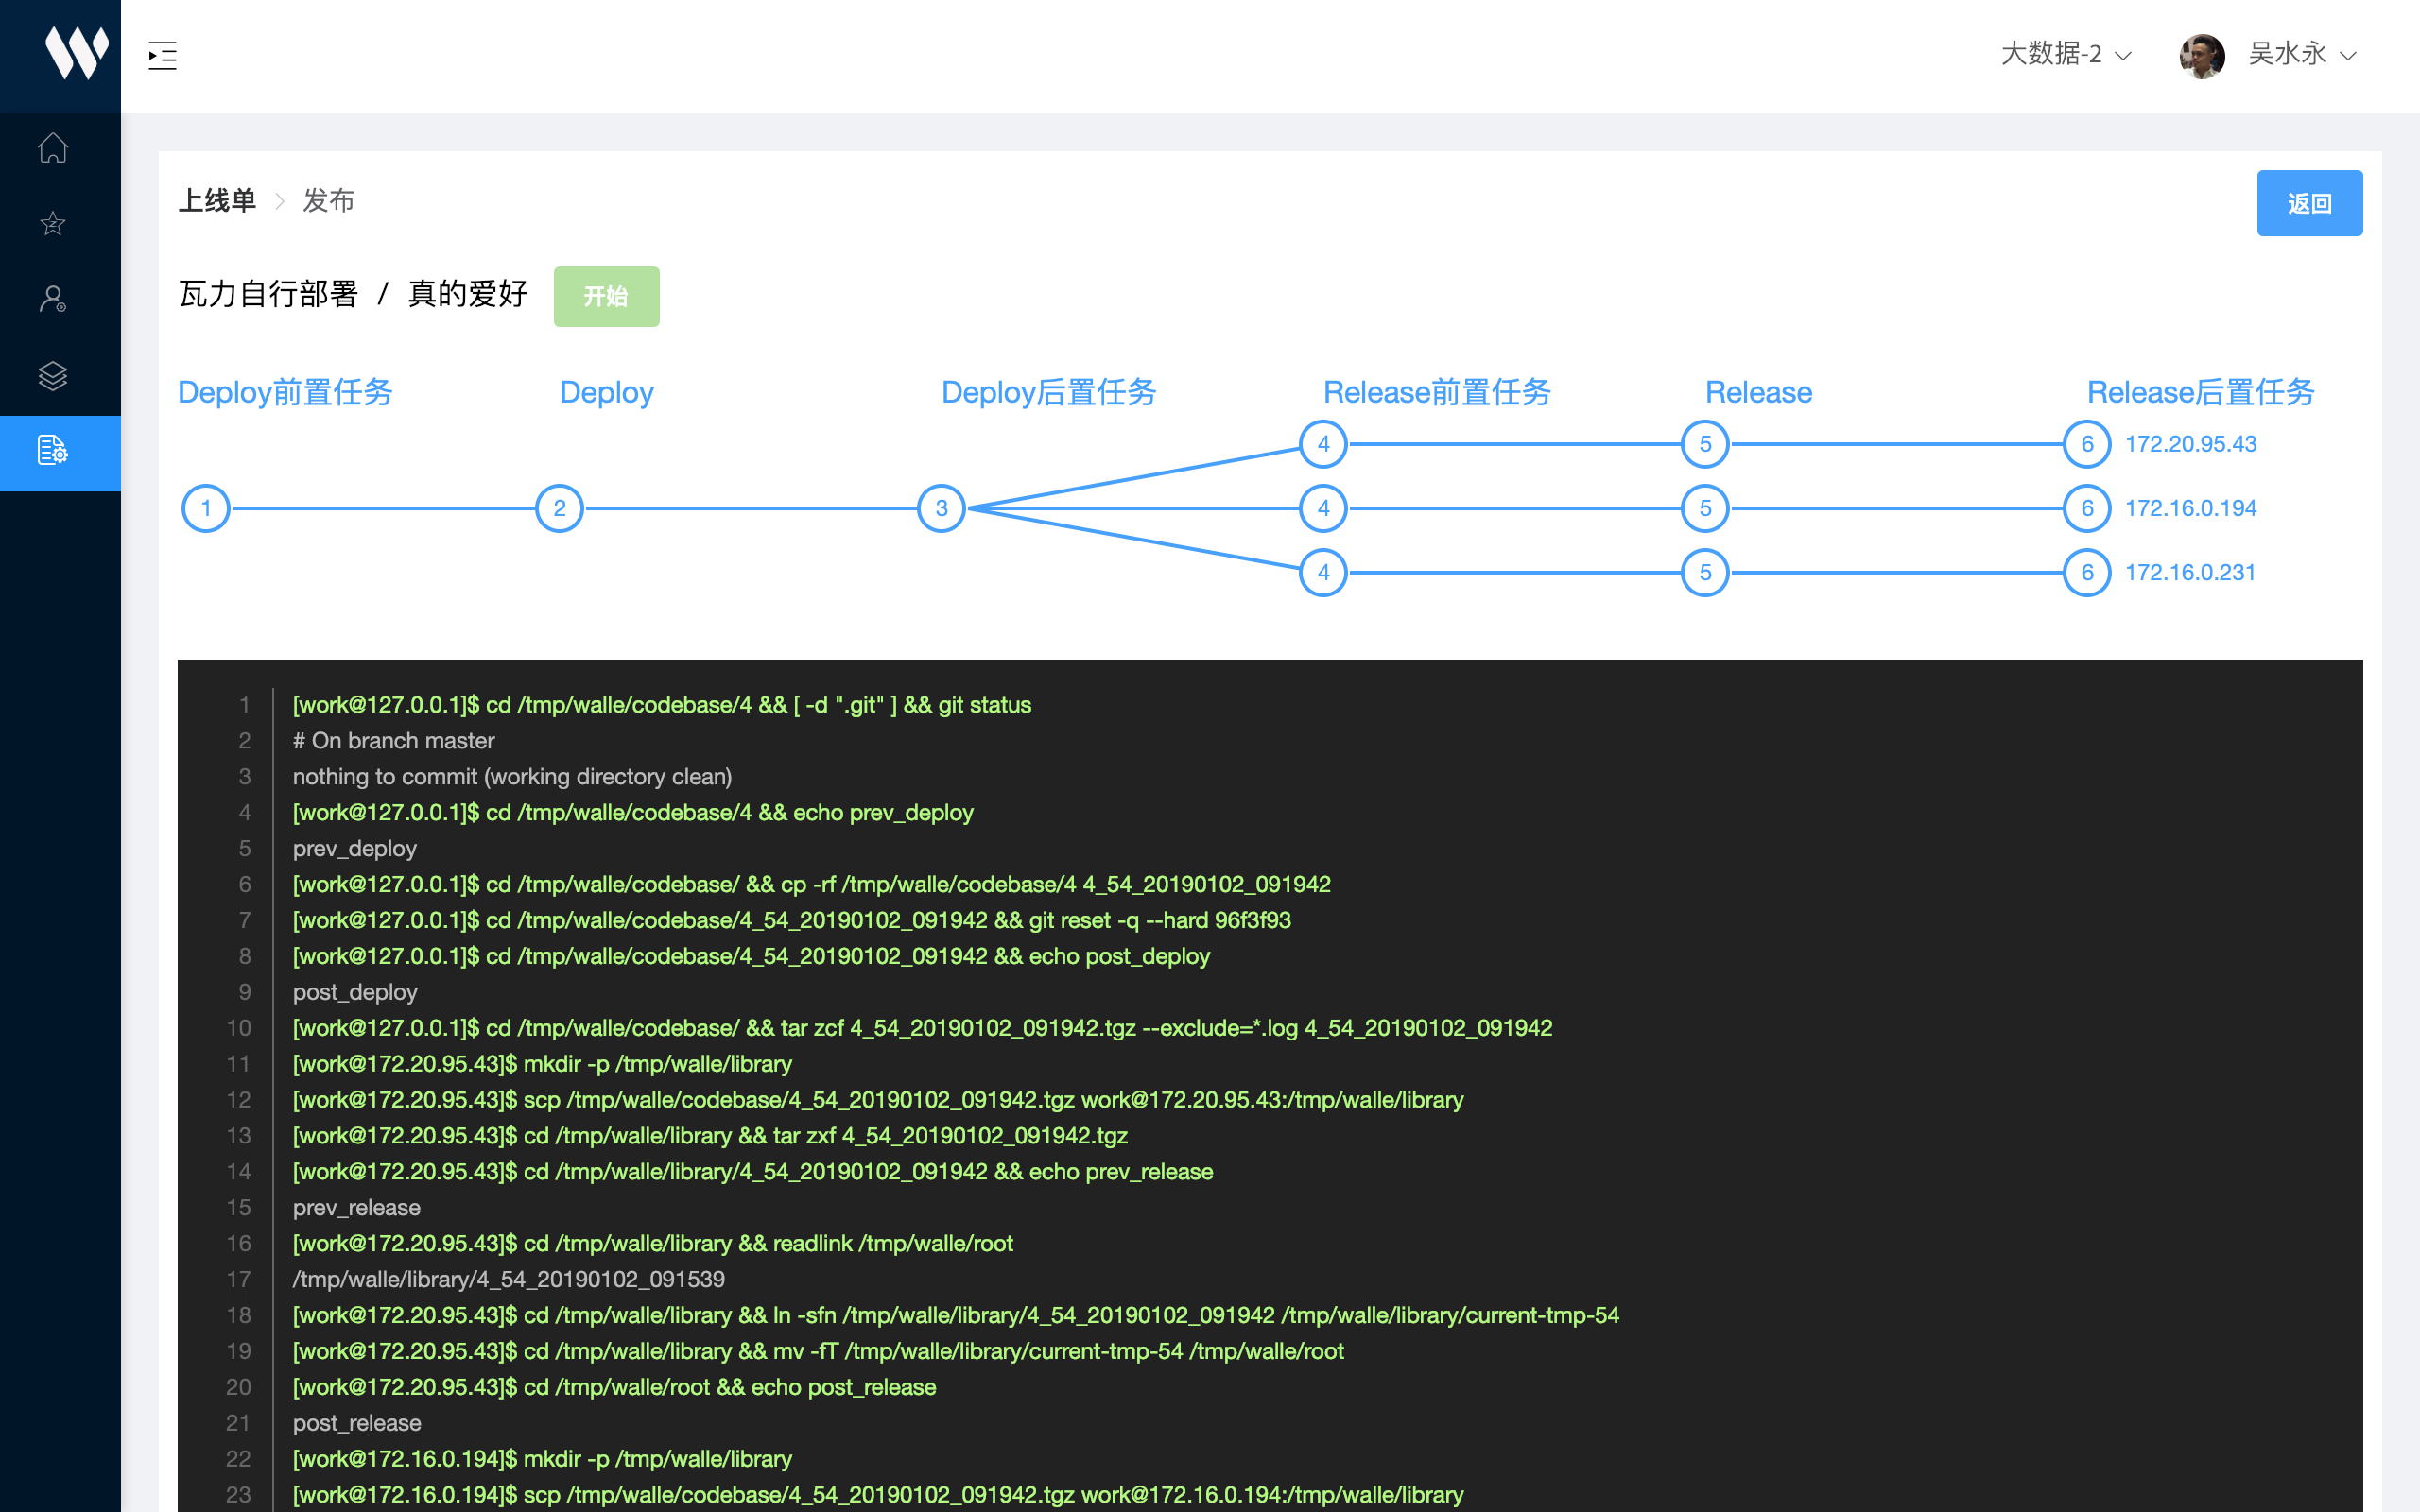 大数据-2
吴水永
上线单 > 发布
返回
瓦力自行部署 / 真的爱好
开始
Deploy前置任务 Deploy Deploy后置任务 Release前置任务 Release Release后置任务
4 5 6 172.20.95.43
1 2 3 4 5 6 172.16.0.194
4 5 6 172.16.0.231
1 [work@127.0.0.1]$ cd /tmp/walle/codebase/4 && [ -d ".git" ] && git status
2 # On branch master
3 nothing to commit (working directory clean)
4 [work@127.0.0.1]$ cd /tmp/walle/codebase/4 && echo prev_deploy
5 prev_deploy
6 [work@127.0.0.1]$ cd /tmp/walle/codebase/ && cp -rf /tmp/walle/codebase/4 4_54_20190102_091942
7 [work@127.0.0.1]$ cd /tmp/walle/codebase/4_54_20190102_091942 && git reset -q --hard 96f3f93
8 [work@127.0.0.1]$ cd /tmp/walle/codebase/4_54_20190102_091942 && echo post_deploy
9 post_deploy
10 [work@127.0.0.1]$ cd /tmp/walle/codebase/ && tar zcf 4_54_20190102_091942.tgz --exclude=*.log 4_54_20190102_091942
11 [work@172.20.95.43]$ mkdir -p /tmp/walle/library
12 [work@172.20.95.43]$ scp /tmp/walle/codebase/4_54_20190102_091942.tgz work@172.20.95.43:/tmp/walle/library
13 [work@172.20.95.43]$ cd /tmp/walle/library && tar zxf 4_54_20190102_091942.tgz
14 [work@172.20.95.43]$ cd /tmp/walle/library/4_54_20190102_091942 && echo prev_release
15 prev_release
16 [work@172.20.95.43]$ cd /tmp/walle/library && readlink /tmp/walle/root
17 /tmp/walle/library/4_54_20190102_091539
18 [work@172.20.95.43]$ cd /tmp/walle/library && ln -sfn /tmp/walle/library/4_54_20190102_091942 /tmp/walle/library/current-tmp-54
19 [work@172.20.95.43]$ cd /tmp/walle/library && mv -fT /tmp/walle/library/current-tmp-54 /tmp/walle/root
20 [work@172.20.95.43]$ cd /tmp/walle/root && echo post_release
21 post_release
22 [work@172.16.0.194]$ mkdir -p /tmp/walle/library
23 [work@172.16.0.194]$ scp /tmp/walle/codebase/4_54_20190102_091942.tgz work@172.16.0.194:/tmp/walle/library